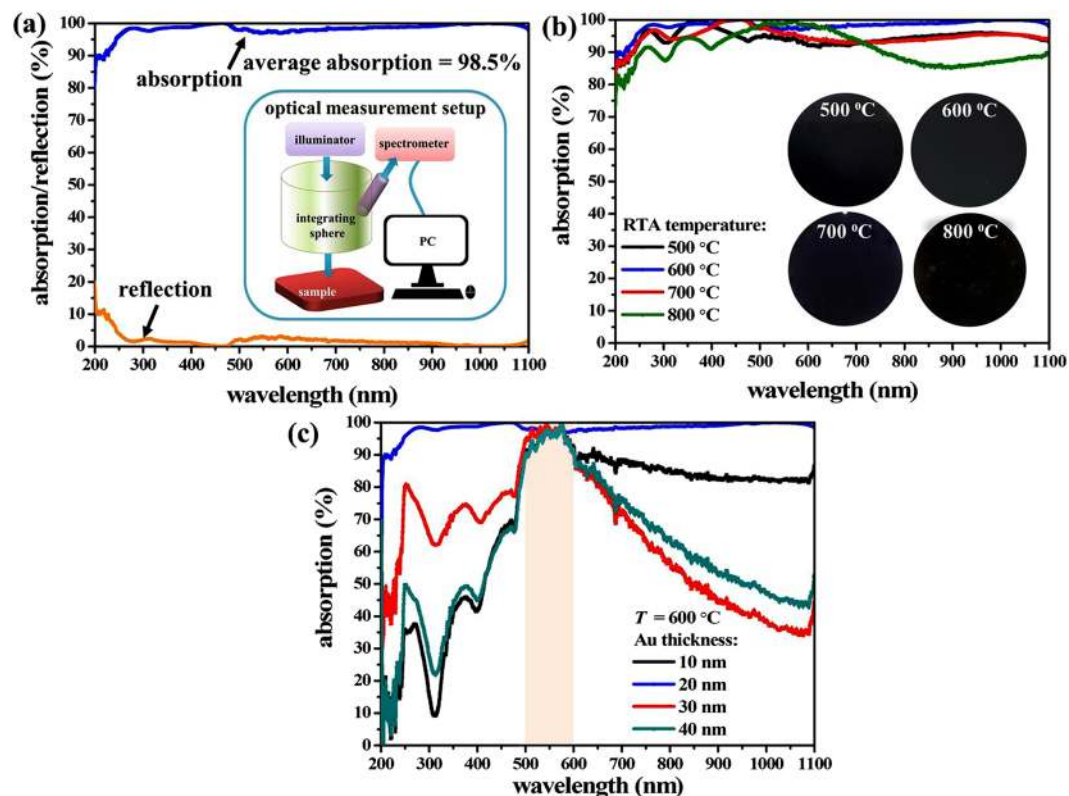 (a)
100
90
80
70
60
50
40
30
20
10
0
absorption/reflection (%)
absorption
average absorption = 98.5%
optical measurement setup
illuminator
spectrometer
integrating
sphere
PC
sample
reflection
200 300 400 500 600 700 800 900 1000 1100
wavelength (nm)
(b)
100
90
80
70
60
50
40
30
20
10
0
absorption (%)
500 ⁰C
600 ⁰C
700 ⁰C
800 ⁰C
RTA temperature:
500 °C
600 °C
700 °C
800 °C
200 300 400 500 600 700 800 900 1000 1100
wavelength (nm)
(c)
100
90
80
70
60
50
40
30
20
10
0
absorption (%)
T = 600 °C
Au thickness:
10 nm
20 nm
30 nm
40 nm
200 300 400 500 600 700 800 900 1000 1100
wavelength (nm)